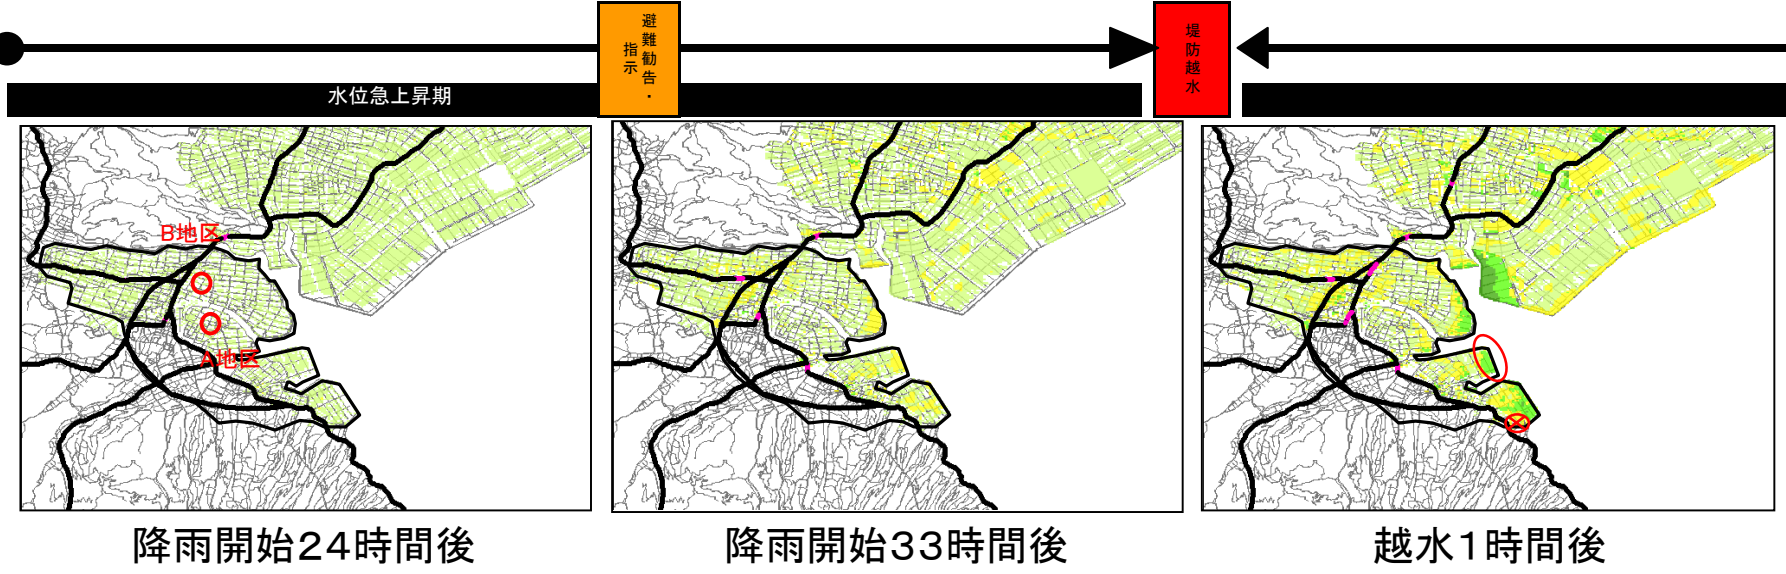 避難勧告・
指示
堤防越水
水位急上昇期
B地区
A地区
降雨開始24時間後
降雨開始33時間後
越水1時間後